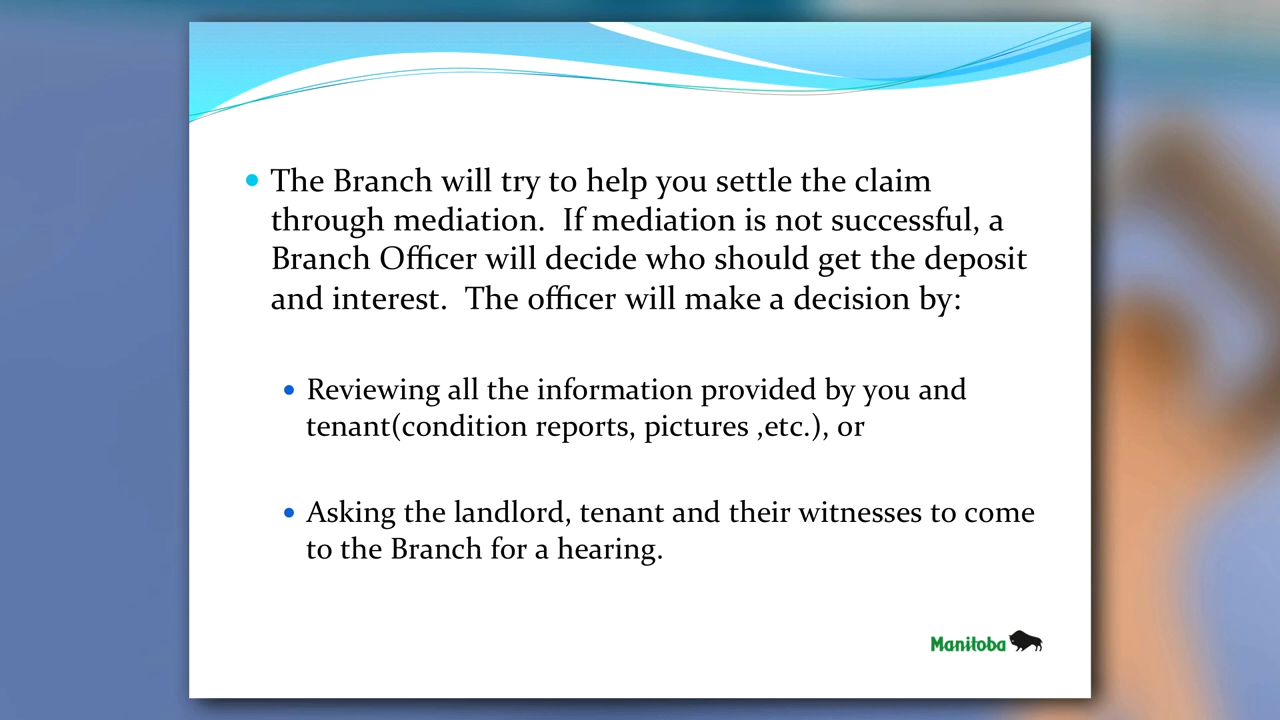 The Branch will try to help you settle the claim
through mediation.  If mediation is not successful, a
Branch Officer will decide who should get the deposit
and interest.  The officer will make a decision by:
Reviewing all the information provided by you and
tenant(condition reports, pictures ,etc.), or
Asking the landlord, tenant and their witnesses to come
to the Branch for a hearing.
Manitoba